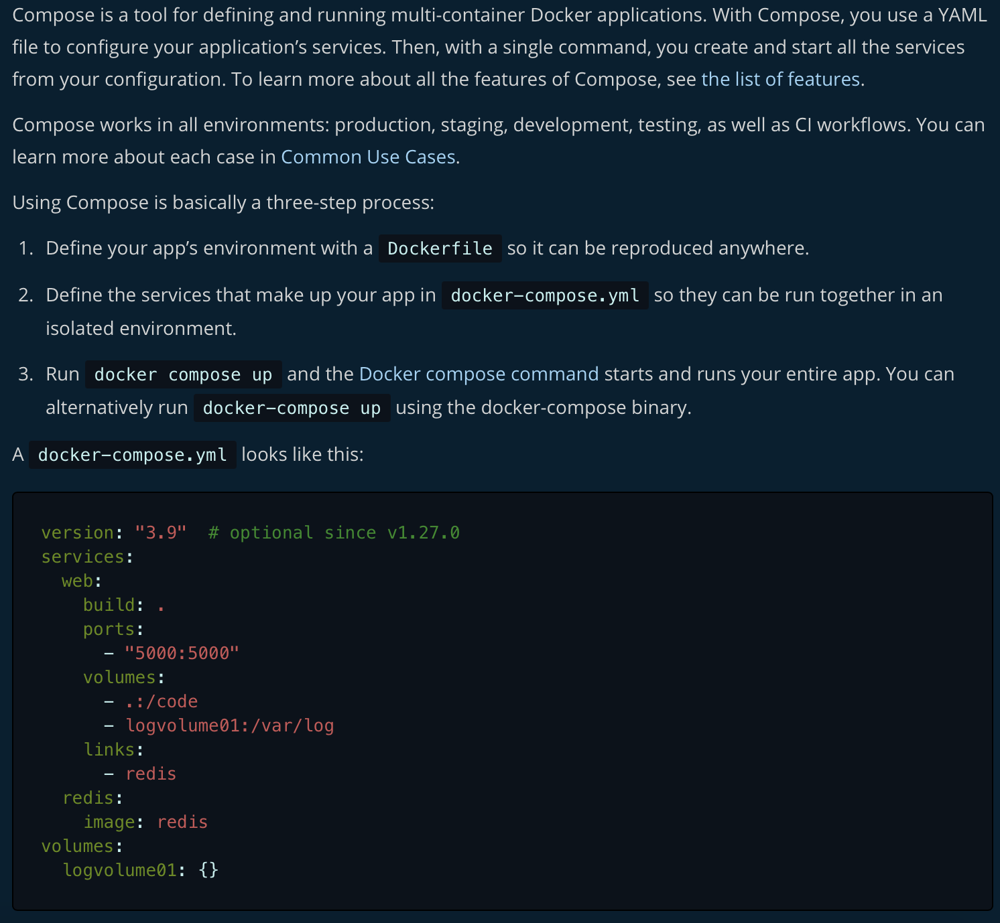 Compose is a tool for defining and running multi-container Docker applications. With Compose, you use a YAML
file to configure your application’s services. Then, with a single command, you create and start all the services
from your configuration. To learn more about all the features of Compose, see the list of features.
Compose works in all environments: production, staging, development, testing, as well as CI workflows. You can
learn more about each case in Common Use Cases.
Using Compose is basically a three-step process:
1. Define your app’s environment with a Dockerfile so it can be reproduced anywhere.
2. Define the services that make up your app in docker-compose.yml so they can be run together in an
isolated environment.
3. Run docker compose up and the Docker compose command starts and runs your entire app. You can
alternatively run docker-compose up using the docker-compose binary.
A docker-compose.yml looks like this:
version: "3.9"  # optional since v1.27.0
services:
  web:
    build: .
    ports:
      - "5000:5000"
    volumes:
      - .:/code
      - logvolume01:/var/log
    links:
      - redis
  redis:
    image: redis
volumes:
  logvolume01: {}